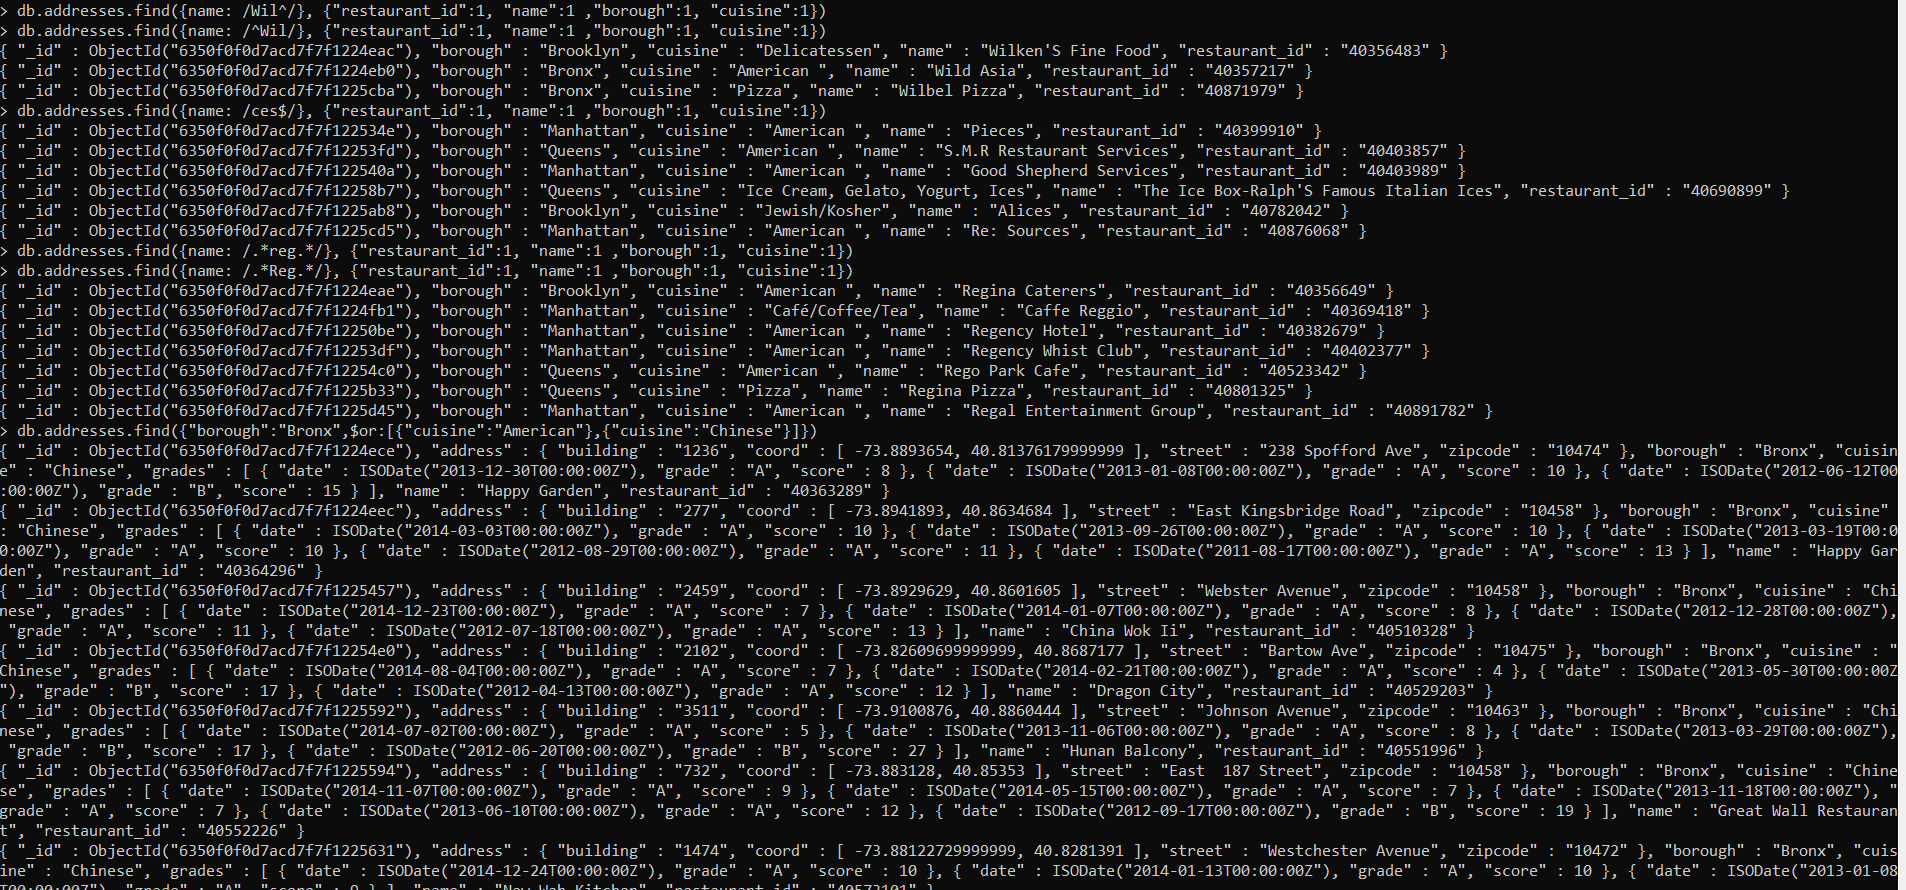 > db.addresses.find({name: /Wil^/}, {"restaurant_id":1, "name":1 ,"borough":1, "cuisine":1})
> db.addresses.find({name: /^Wil/}, {"restaurant_id":1, "name":1 ,"borough":1, "cuisine":1})
{ "_id" : ObjectId("6350f0f0d7acd7f7f1224eac"), "borough" : "Brooklyn", "cuisine" : "Delicatessen", "name" : "Wilken'S Fine Food", "restaurant_id" : "40356483" }
{ "_id" : ObjectId("6350f0f0d7acd7f7f1224eb0"), "borough" : "Bronx", "cuisine" : "American ", "name" : "Wild Asia", "restaurant_id" : "40357217" }
{ "_id" : ObjectId("6350f0f0d7acd7f7f1225cba"), "borough" : "Bronx", "cuisine" : "Pizza", "name" : "Wilbel Pizza", "restaurant_id" : "40871979" }
> db.addresses.find({name: /ces$/}, {"restaurant_id":1, "name":1 ,"borough":1, "cuisine":1})
{ "_id" : ObjectId("6350f0f0d7acd7f7f122534e"), "borough" : "Manhattan", "cuisine" : "American ", "name" : "Pieces", "restaurant_id" : "40399910" }
{ "_id" : ObjectId("6350f0f0d7acd7f7f12253fd"), "borough" : "Queens", "cuisine" : "American ", "name" : "S.M.R Restaurant Services", "restaurant_id" : "40403857" }
{ "_id" : ObjectId("6350f0f0d7acd7f7f122540a"), "borough" : "Manhattan", "cuisine" : "American ", "name" : "Good Shepherd Services", "restaurant_id" : "40403989" }
{ "_id" : ObjectId("6350f0f0d7acd7f7f12258b7"), "borough" : "Queens", "cuisine" : "Ice Cream, Gelato, Yogurt, Ices", "name" : "The Ice Box-Ralph'S Famous Italian Ices", "restaurant_id" : "40690899" }
{ "_id" : ObjectId("6350f0f0d7acd7f7f1225ab8"), "borough" : "Brooklyn", "cuisine" : "Jewish/Kosher", "name" : "Alices", "restaurant_id" : "40782042" }
{ "_id" : ObjectId("6350f0f0d7acd7f7f1225cd5"), "borough" : "Manhattan", "cuisine" : "American ", "name" : "Re: Sources", "restaurant_id" : "40876068" }
> db.addresses.find({name: /.*reg.*/}, {"restaurant_id":1, "name":1 ,"borough":1, "cuisine":1})
> db.addresses.find({name: /.*Reg.*/}, {"restaurant_id":1, "name":1 ,"borough":1, "cuisine":1})
{ "_id" : ObjectId("6350f0f0d7acd7f7f1224eae"), "borough" : "Brooklyn", "cuisine" : "American ", "name" : "Regina Caterers", "restaurant_id" : "40356649" }
{ "_id" : ObjectId("6350f0f0d7acd7f7f1224fb1"), "borough" : "Manhattan", "cuisine" : "Café/Coffee/Tea", "name" : "Caffe Reggio", "restaurant_id" : "40369418" }
{ "_id" : ObjectId("6350f0f0d7acd7f7f12250be"), "borough" : "Manhattan", "cuisine" : "American ", "name" : "Regency Hotel", "restaurant_id" : "40382679" }
{ "_id" : ObjectId("6350f0f0d7acd7f7f12253df"), "borough" : "Manhattan", "cuisine" : "American ", "name" : "Regency Whist Club", "restaurant_id" : "40402377" }
{ "_id" : ObjectId("6350f0f0d7acd7f7f12254c0"), "borough" : "Queens", "cuisine" : "American ", "name" : "Rego Park Cafe", "restaurant_id" : "40523342" }
{ "_id" : ObjectId("6350f0f0d7acd7f7f1225b33"), "borough" : "Queens", "cuisine" : "Pizza", "name" : "Regina Pizza", "restaurant_id" : "40801325" }
{ "_id" : ObjectId("6350f0f0d7acd7f7f1225d45"), "borough" : "Manhattan", "cuisine" : "American ", "name" : "Regal Entertainment Group", "restaurant_id" : "40891782" }
> db.addresses.find({"borough":"Bronx",$or:[{"cuisine":"American"},{"cuisine":"Chinese"}]})
{ "_id" : ObjectId("6350f0f0d7acd7f7f1224ece"), "address" : { "building" : "1236", "coord" : [ -73.8893654, 40.81376179999999 ], "street" : "238 Spofford Ave", "zipcode" : "10474" }, "borough" : "Bronx", "cuisin
e" : "Chinese", "grades" : [ { "date" : ISODate("2013-12-30T00:00:00Z"), "grade" : "A", "score" : 8 }, { "date" : ISODate("2013-01-08T00:00:00Z"), "grade" : "A", "score" : 10 }, { "date" : ISODate("2012-06-12T00
:00:00Z"), "grade" : "B", "score" : 15 } ], "name" : "Happy Garden", "restaurant_id" : "40363289" }
{ "_id" : ObjectId("6350f0f0d7acd7f7f1224eec"), "address" : { "building" : "277", "coord" : [ -73.8941893, 40.8634684 ], "street" : "East Kingsbridge Road", "zipcode" : "10458" }, "borough" : "Bronx", "cuisine"
: "Chinese", "grades" : [ { "date" : ISODate("2014-03-03T00:00:00Z"), "grade" : "A", "score" : 10 }, { "date" : ISODate("2013-09-26T00:00:00Z"), "grade" : "A", "score" : 10 }, { "date" : ISODate("2013-03-19T00:0
0:00Z"), "grade" : "A", "score" : 10 }, { "date" : ISODate("2012-08-29T00:00:00Z"), "grade" : "A", "score" : 11 }, { "date" : ISODate("2011-08-17T00:00:00Z"), "grade" : "A", "score" : 13 } ], "name" : "Happy Gar
den", "restaurant_id" : "40364296" }
{ "_id" : ObjectId("6350f0f0d7acd7f7f1225457"), "address" : { "building" : "2459", "coord" : [ -73.8929629, 40.8601605 ], "street" : "Webster Avenue", "zipcode" : "10458" }, "borough" : "Bronx", "cuisine" : "Chi
nese", "grades" : [ { "date" : ISODate("2014-12-23T00:00:00Z"), "grade" : "A", "score" : 7 }, { "date" : ISODate("2014-01-07T00:00:00Z"), "grade" : "A", "score" : 8 }, { "date" : ISODate("2012-12-28T00:00:00Z"),
"grade" : "A", "score" : 11 }, { "date" : ISODate("2012-07-18T00:00:00Z"), "grade" : "A", "score" : 13 } ], "name" : "China Wok Ii", "restaurant_id" : "40510328" }
{ "_id" : ObjectId("6350f0f0d7acd7f7f12254e0"), "address" : { "building" : "2102", "coord" : [ -73.82609699999999, 40.8687177 ], "street" : "Bartow Ave", "zipcode" : "10475" }, "borough" : "Bronx", "cuisine" : "
Chinese", "grades" : [ { "date" : ISODate("2014-08-04T00:00:00Z"), "grade" : "A", "score" : 7 }, { "date" : ISODate("2014-02-21T00:00:00Z"), "grade" : "A", "score" : 4 }, { "date" : ISODate("2013-05-30T00:00:00Z
"), "grade" : "B", "score" : 17 }, { "date" : ISODate("2012-04-13T00:00:00Z"), "grade" : "A", "score" : 12 } ], "name" : "Dragon City", "restaurant_id" : "40529203" }
{ "_id" : ObjectId("6350f0f0d7acd7f7f1225592"), "address" : { "building" : "3511", "coord" : [ -73.9100876, 40.8860444 ], "street" : "Johnson Avenue", "zipcode" : "10463" }, "borough" : "Bronx", "cuisine" : "Chi
nese", "grades" : [ { "date" : ISODate("2014-07-02T00:00:00Z"), "grade" : "A", "score" : 5 }, { "date" : ISODate("2013-11-06T00:00:00Z"), "grade" : "A", "score" : 8 }, { "date" : ISODate("2013-03-29T00:00:00Z"),
"grade" : "B", "score" : 17 }, { "date" : ISODate("2012-06-20T00:00:00Z"), "grade" : "B", "score" : 27 } ], "name" : "Hunan Balcony", "restaurant_id" : "40551996" }
{ "_id" : ObjectId("6350f0f0d7acd7f7f1225594"), "address" : { "building" : "732", "coord" : [ -73.883128, 40.85353 ], "street" : "East  187 Street", "zipcode" : "10458" }, "borough" : "Bronx", "cuisine" : "Chine
se", "grades" : [ { "date" : ISODate("2014-11-07T00:00:00Z"), "grade" : "A", "score" : 9 }, { "date" : ISODate("2014-05-15T00:00:00Z"), "grade" : "A", "score" : 7 }, { "date" : ISODate("2013-11-18T00:00:00Z"), "
grade" : "A", "score" : 7 }, { "date" : ISODate("2013-06-10T00:00:00Z"), "grade" : "A", "score" : 12 }, { "date" : ISODate("2012-09-17T00:00:00Z"), "grade" : "B", "score" : 19 } ], "name" : "Great Wall Restauran
t", "restaurant_id" : "40552226" }
{ "_id" : ObjectId("6350f0f0d7acd7f7f1225631"), "address" : { "building" : "1474", "coord" : [ -73.88122729999999, 40.8281391 ], "street" : "Westchester Avenue", "zipcode" : "10472" }, "borough" : "Bronx", "cuis
ine" : "Chinese", "grades" : [ { "date" : ISODate("2014-12-24T00:00:00Z"), "grade" : "A", "score" : 10 }, { "date" : ISODate("2014-01-13T00:00:00Z"), "grade" : "A", "score" : 10 }, { "date" : ISODate("2013-01-08